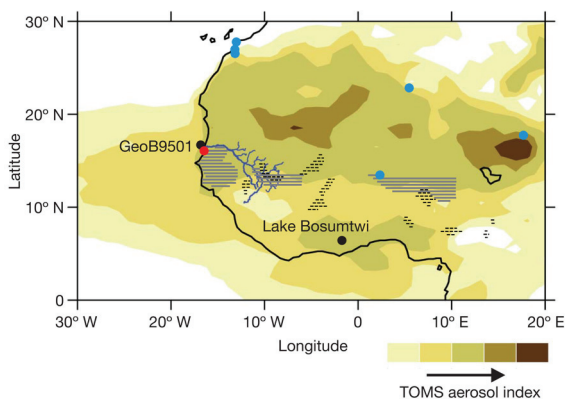 30° N
20° N
10° N
0
Latitude
GeoB9501
Lake Bosumtwi
30° W
20° W
10° W
0
10° E
20° E
Longitude
TOMS aerosol index